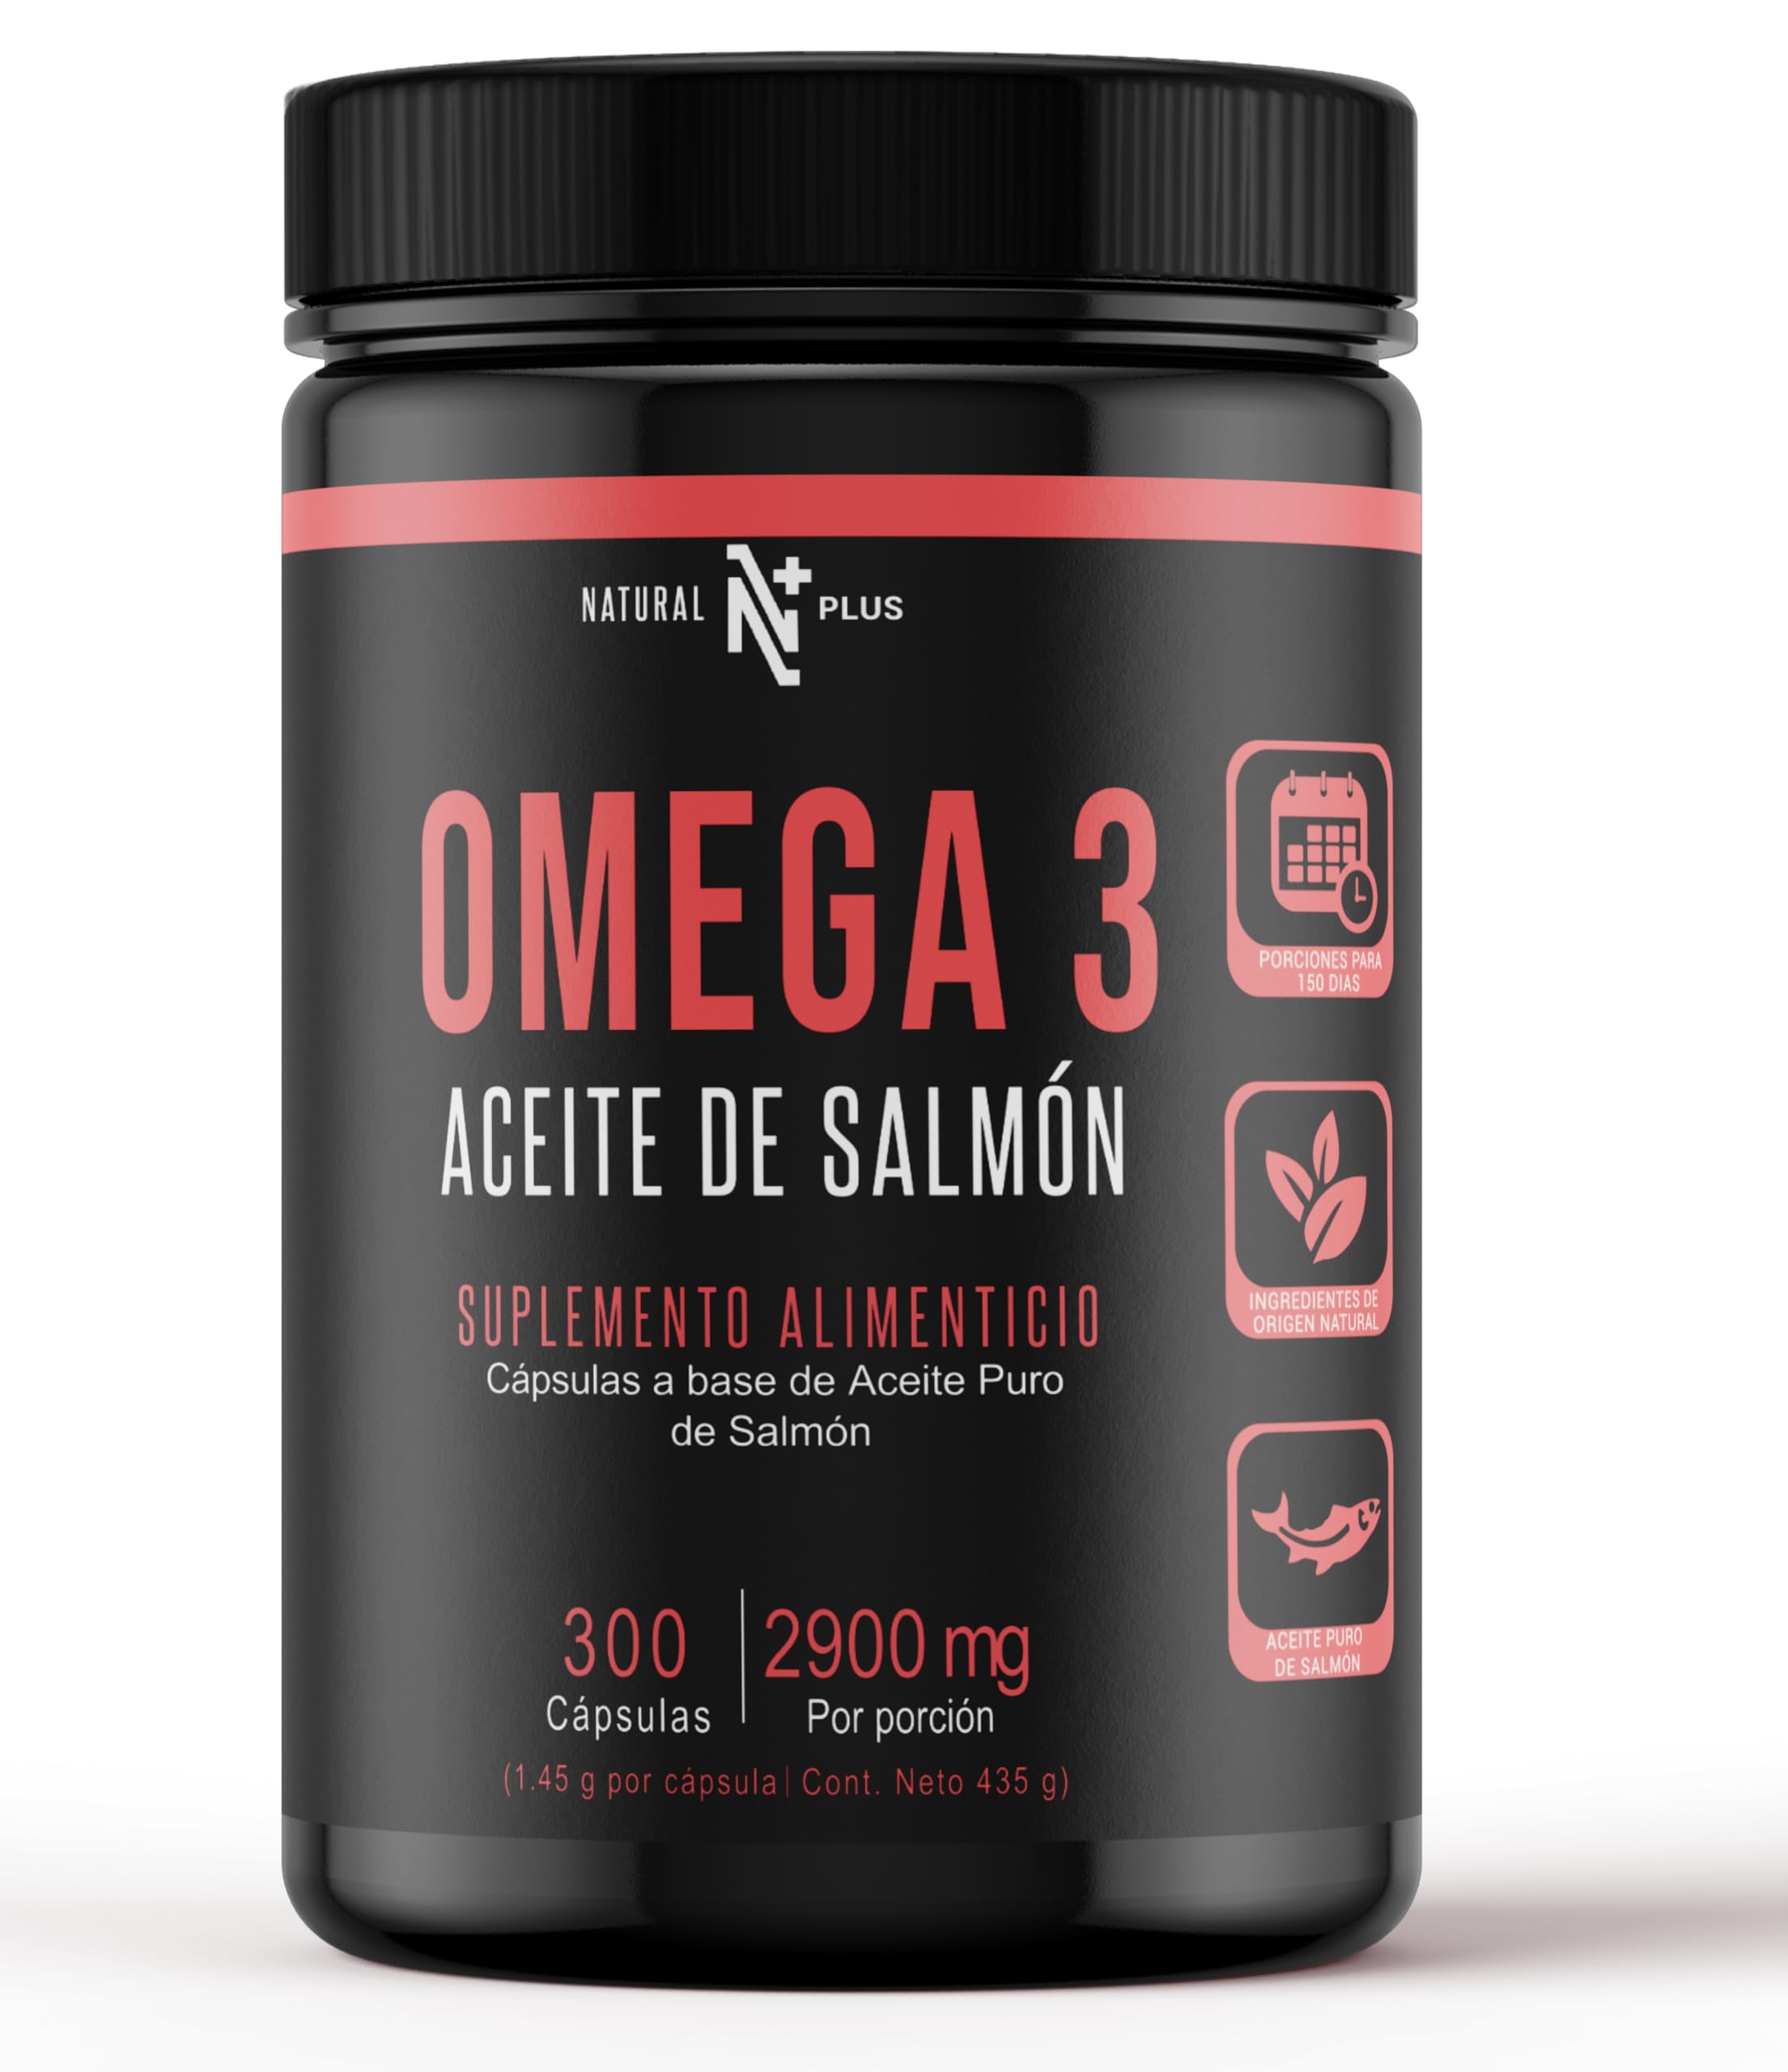 NATURAL N+ PLUS
OMEGA 3
ACEITE DE SALMÓN
SUPLEMENTO ALIMENTICIO
Cápsulas a base de Aceite Puro
de Salmón
300
Cápsulas
2900 mg
Por porción
(1.45 g por cápsula| Cont. Neto 435 g)
PORCIONES PARA
150 DIAS
INGREDIENTES DE
ORIGEN NATURAL
ACEITE PURO
DE SALMÓN